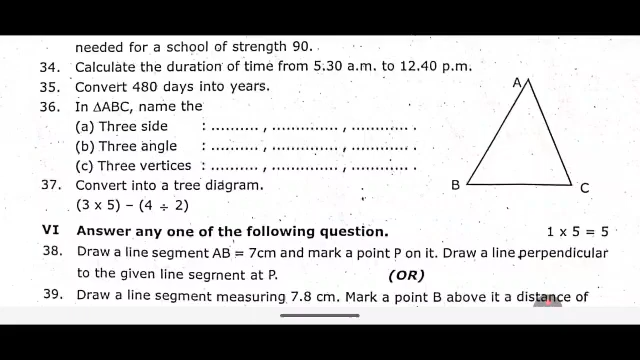 needed for a school of strength 90.
34. Calculate the duration of time from 5.30 a.m. to 12.40 p.m.
35. Convert 480 days into years.
36. In ΔABC, name the
(a) Three side : .........., .............., ............. .
(b) Three angle : .........., .............., ............. .
(c) Three vertices : .........., .............., ............. .
A
B
C
37. Convert into a tree diagram.
(3 x 5) – (4 ÷ 2)
VI Answer any one of the following question. 1 x 5 = 5
38. Draw a line segment AB = 7cm and mark a point P on it. Draw a line perpendicular
to the given line segment at P. (OR)
39. Draw a line segment measuring 7.8 cm. Mark a point B above it a distance of